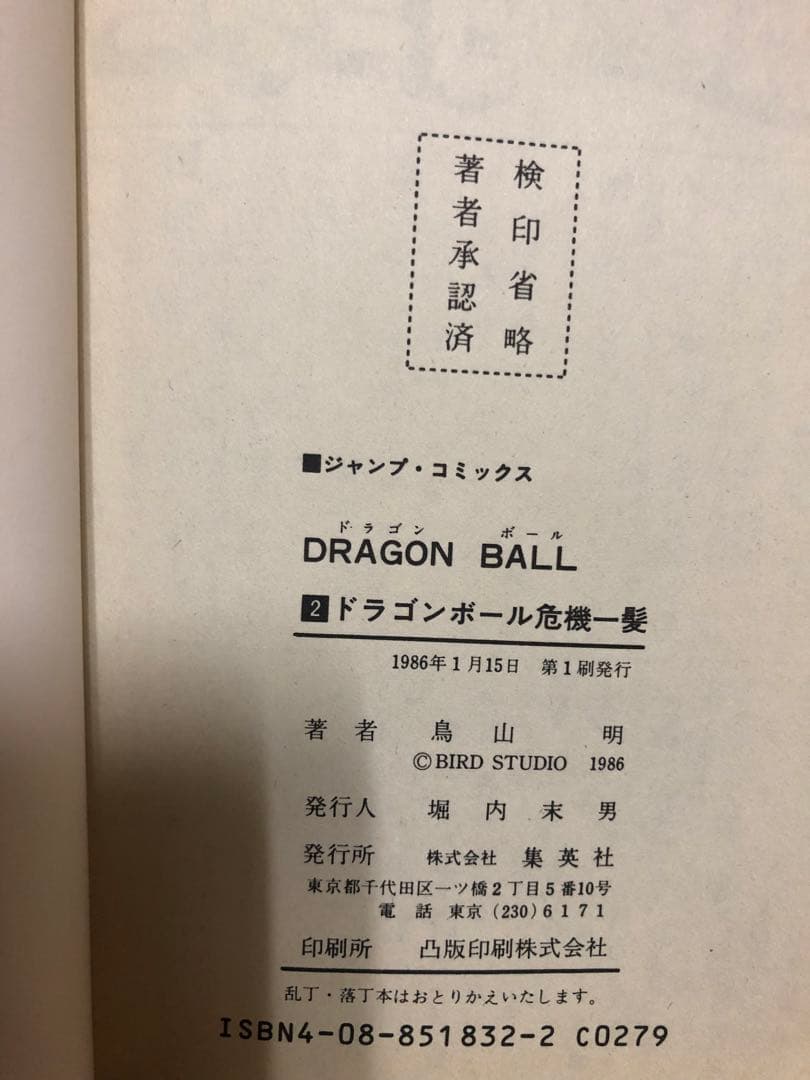 検印省略
著者承認済
■ジャンプ・コミックス
ドラゴン ボール
DRAGON BALL
2 ドラゴンボール危機一髪
1986年1月15日 第1刷発行
著者 鳥山 明
©BIRD STUDIO 1986
発行人 堀内末男
発行所 株式会社 集英社
東京都千代田区一ツ橋2丁目5番10号
電話 東京 (230) 6171
印刷所 凸版印刷株式会社
乱丁・落丁本はおとりかえいたします。
ISBN4-08-851832-2 C0279